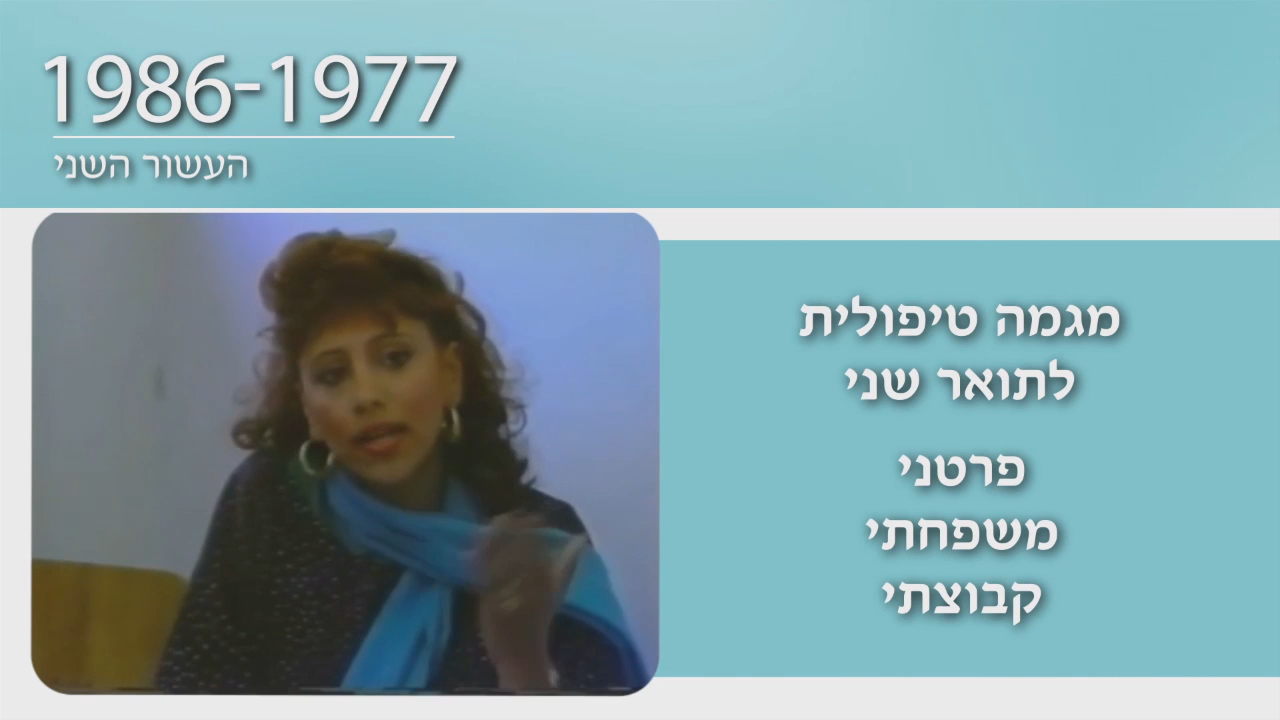 1986-1977
העשור השני
מגמה טיפולית
לתואר שני
פרטני
משפחתי
קבוצתי